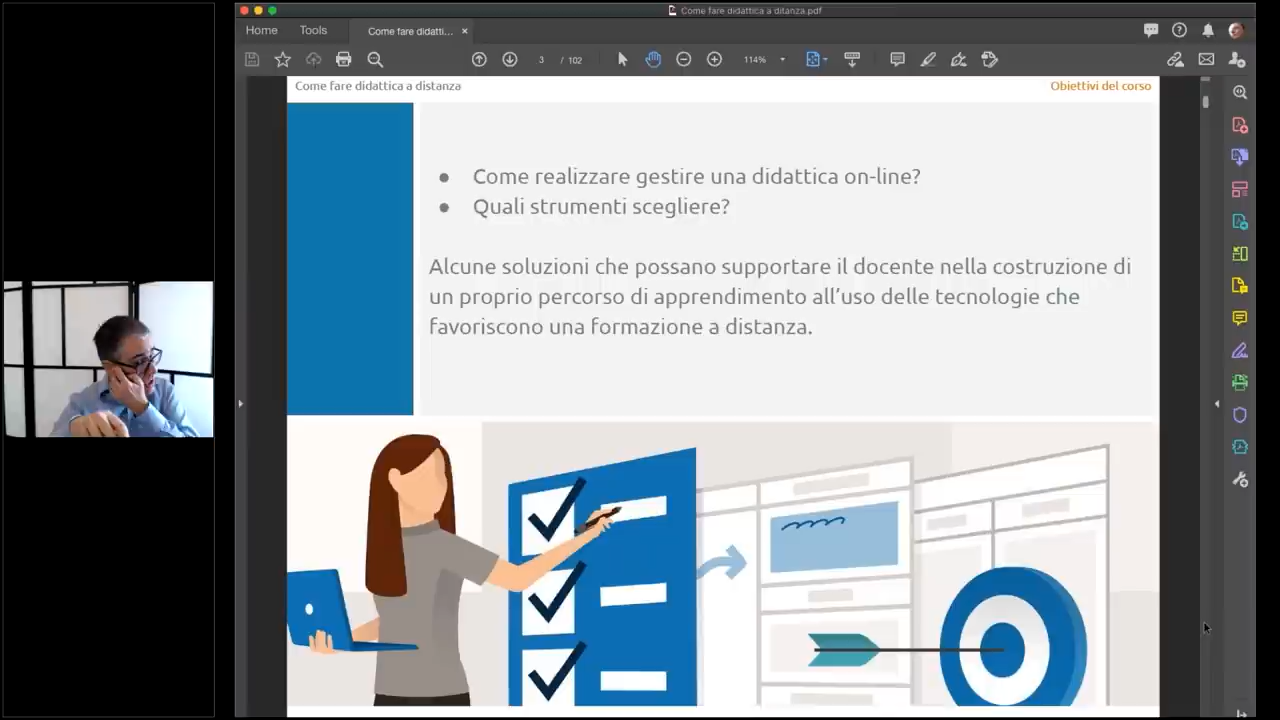 Come fare didattica a ditanza.pdf
Home Tools Come fare didatti... ×
3 / 102 114%
Come fare didattica a distanza Obiettivi del corso
● Come realizzare gestire una didattica on-line?
● Quali strumenti scegliere?
Alcune soluzioni che possano supportare il docente nella costruzione di
un proprio percorso di apprendimento all’uso delle tecnologie che
favoriscono una formazione a distanza.